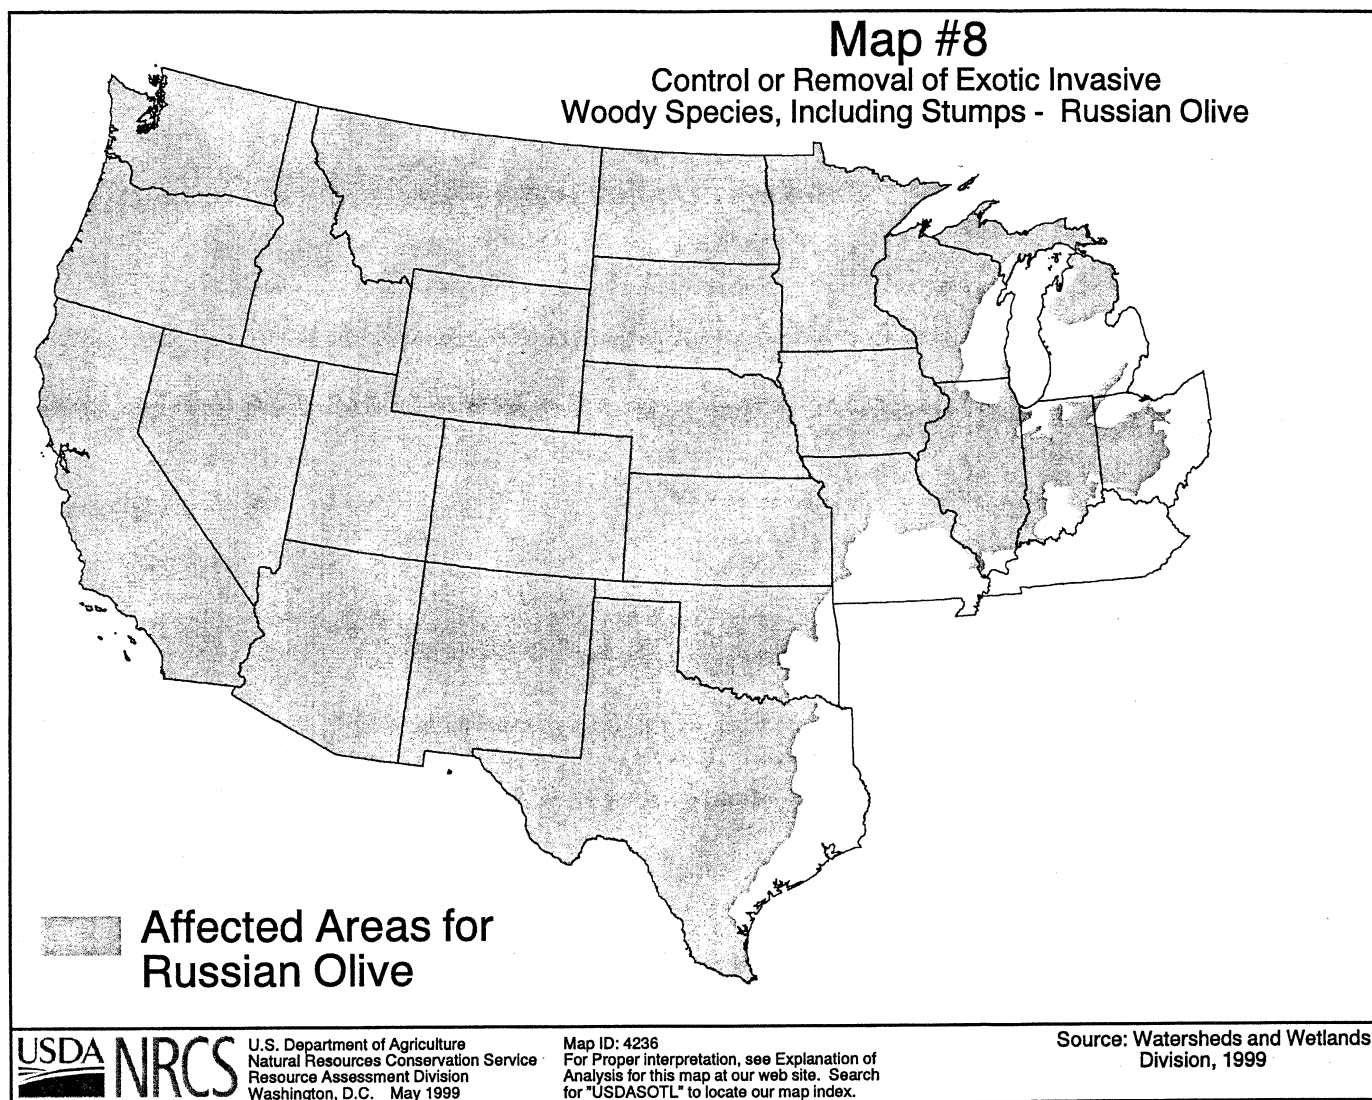 Map #8
Control or Removal of Exotic Invasive
Woody Species, Including Stumps - Russian Olive
Affected Areas for
Russian Olive
USDA
NRCS
U.S. Department of Agriculture
Natural Resources Conservation Service
Resource Assessment Division
Washington, D.C. May 1999
Map ID: 4236
For Proper interpretation, see Explanation of
Analysis for this map at our web site. Search
for "USDASOTL" to locate our map index.
Source: Watersheds and Wetlands
Division, 1999